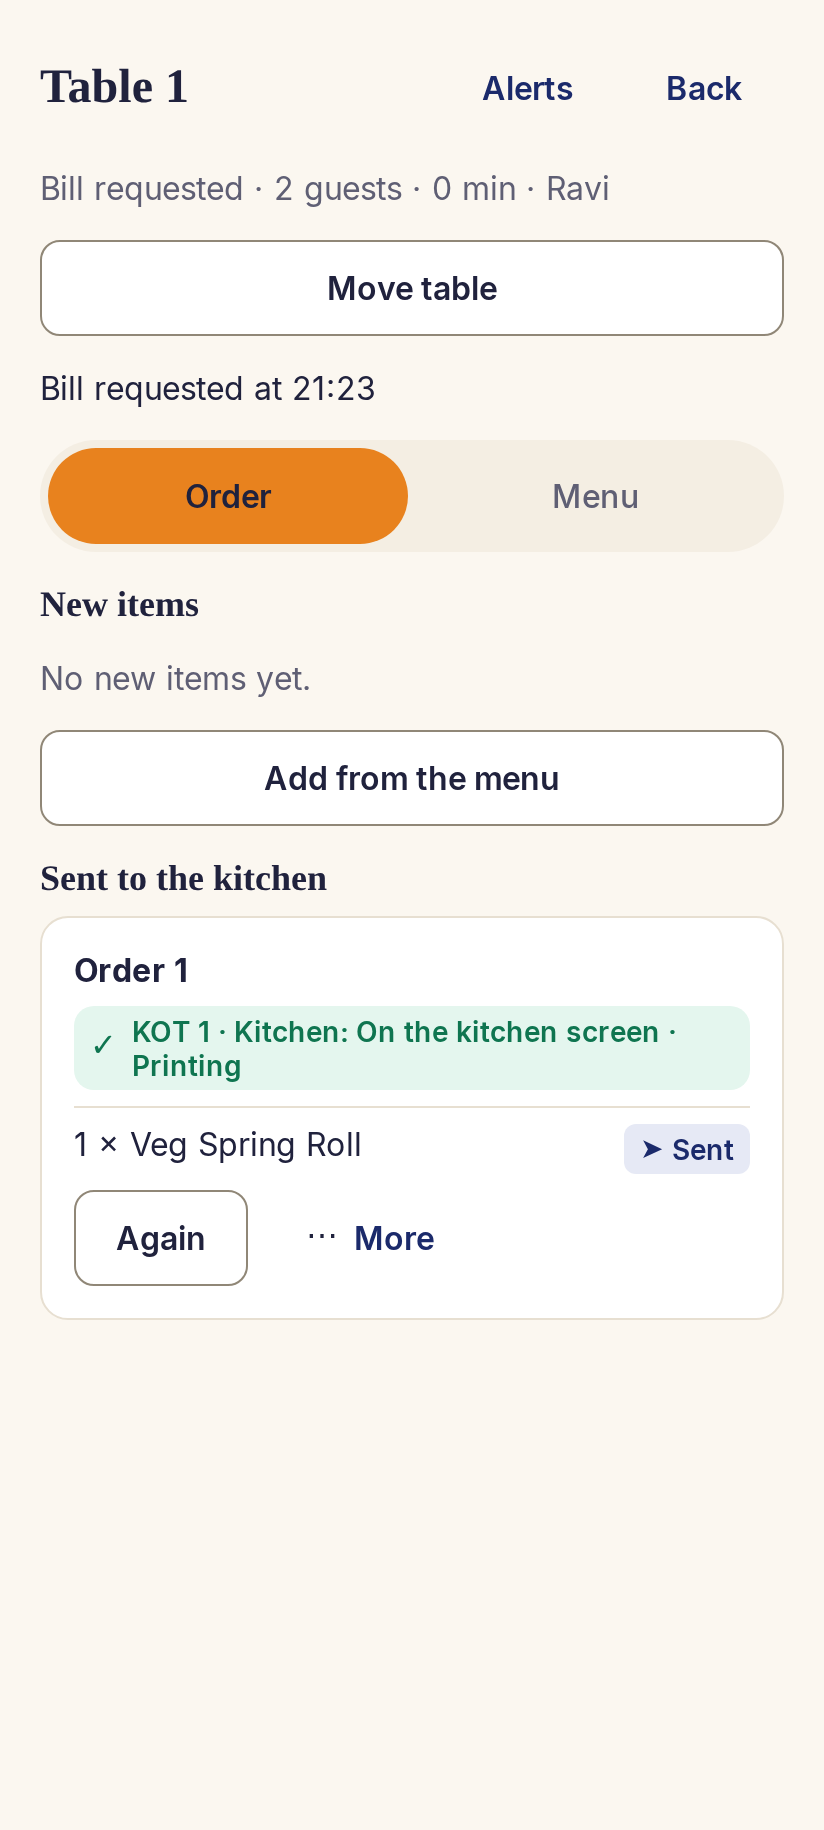 Table 1
Alerts
Back
Bill requested · 2 guests · 0 min · Ravi
Move table
Bill requested at 21:23
Order
Menu
New items
No new items yet.
Add from the menu
Sent to the kitchen
Order 1
✓ KOT 1 · Kitchen: On the kitchen screen ·
Printing
1 × Veg Spring Roll
➤ Sent
Again
··· More